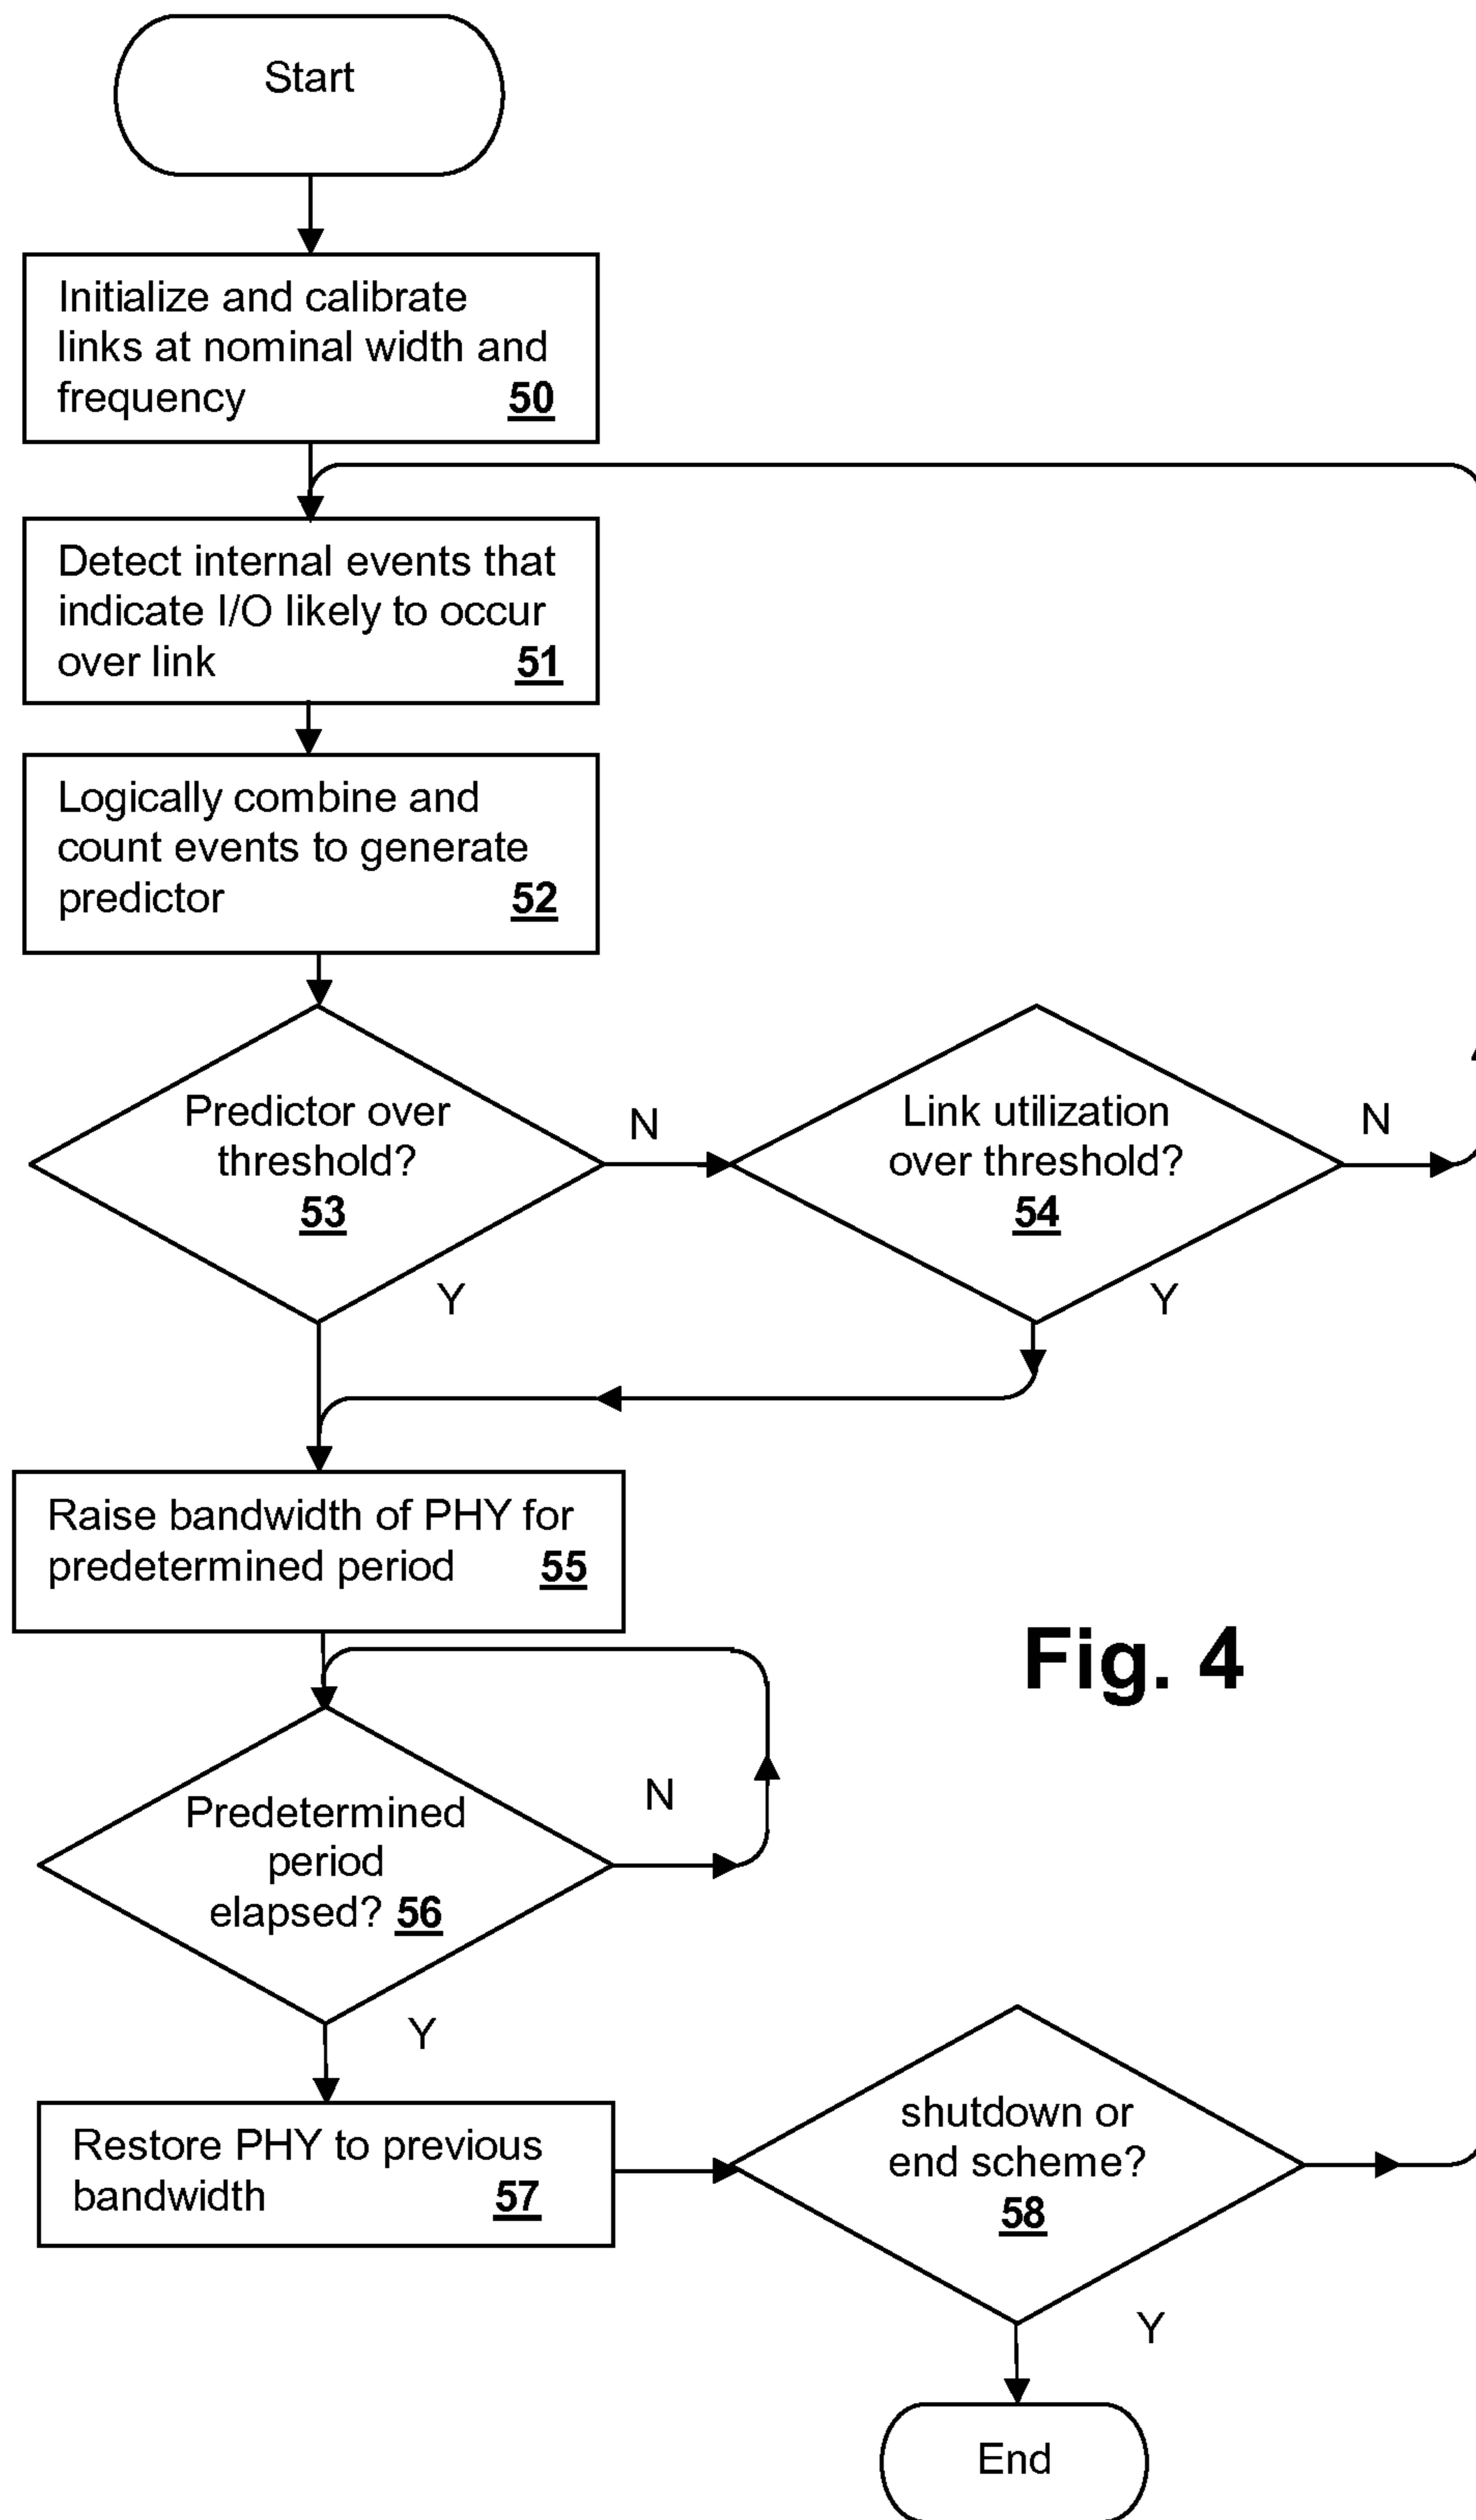 Start
Initialize and calibrate
links at nominal width and
frequency 50
Detect internal events that
indicate I/O likely to occur
over link 51
Logically combine and
count events to generate
predictor 52
Predictor over
threshold?
53
N
Y
Link utilization
over threshold?
54
N
Y
Raise bandwidth of PHY for
predetermined period 55
Fig. 4
Predetermined
period
elapsed? 56
N
Y
Restore PHY to previous
bandwidth 57
shutdown or
end scheme?
58
Y
End